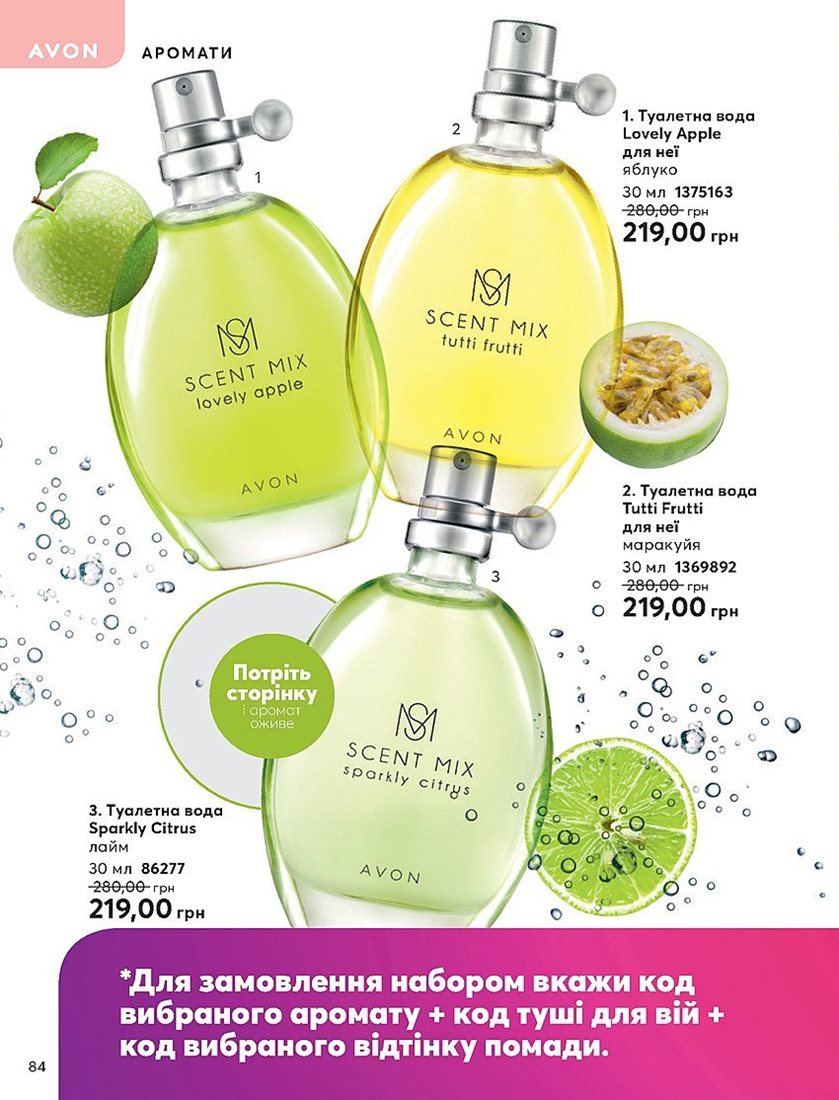 AVON
АРОМАТИ
1
2
1. Туалетна вода
Lovely Apple
для неї
яблуко
30 мл 1375163
280,00 грн
219,00 грн
SM
SCENT MIX
lovely apple
AVON
SM
SCENT MIX
tutti frutti
AVON
2. Туалетна вода
Tutti Frutti
для неї
маракуйя
30 мл 1369892
280,00 грн
219,00 грн
3
Потріть
сторінку
і аромат
оживе
SM
SCENT MIX
sparkly citrus
AVON
3. Туалетна вода
Sparkly Citrus
лайм
30 мл 86277
280,00 грн
219,00 грн
*Для замовлення набором вкажи код
вибраного аромату + код туші для вій +
код вибраного відтінку помади.
84